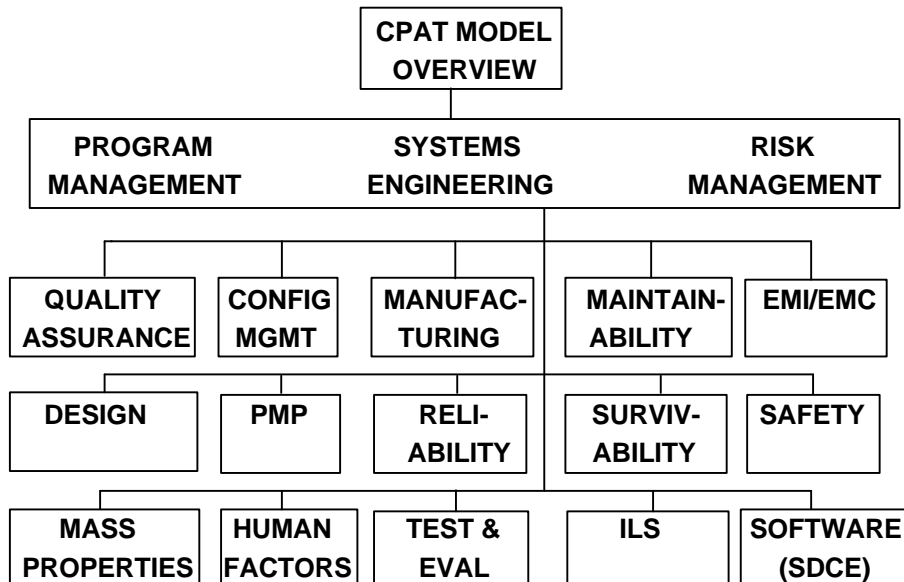 CPAT MODEL
OVERVIEW
PROGRAM
MANAGEMENT
SYSTEMS
ENGINEERING
RISK
MANAGEMENT
QUALITY
ASSURANCE
CONFIG
MGMT
MANUFAC-
TURING
MAINTAIN-
ABILITY
EMI/EMC
DESIGN
PMP
RELI-
ABILITY
SURVIV-
ABILITY
SAFETY
MASS
PROPERTIES
HUMAN
FACTORS
TEST &
EVAL
ILS
SOFTWARE
(SDCE)